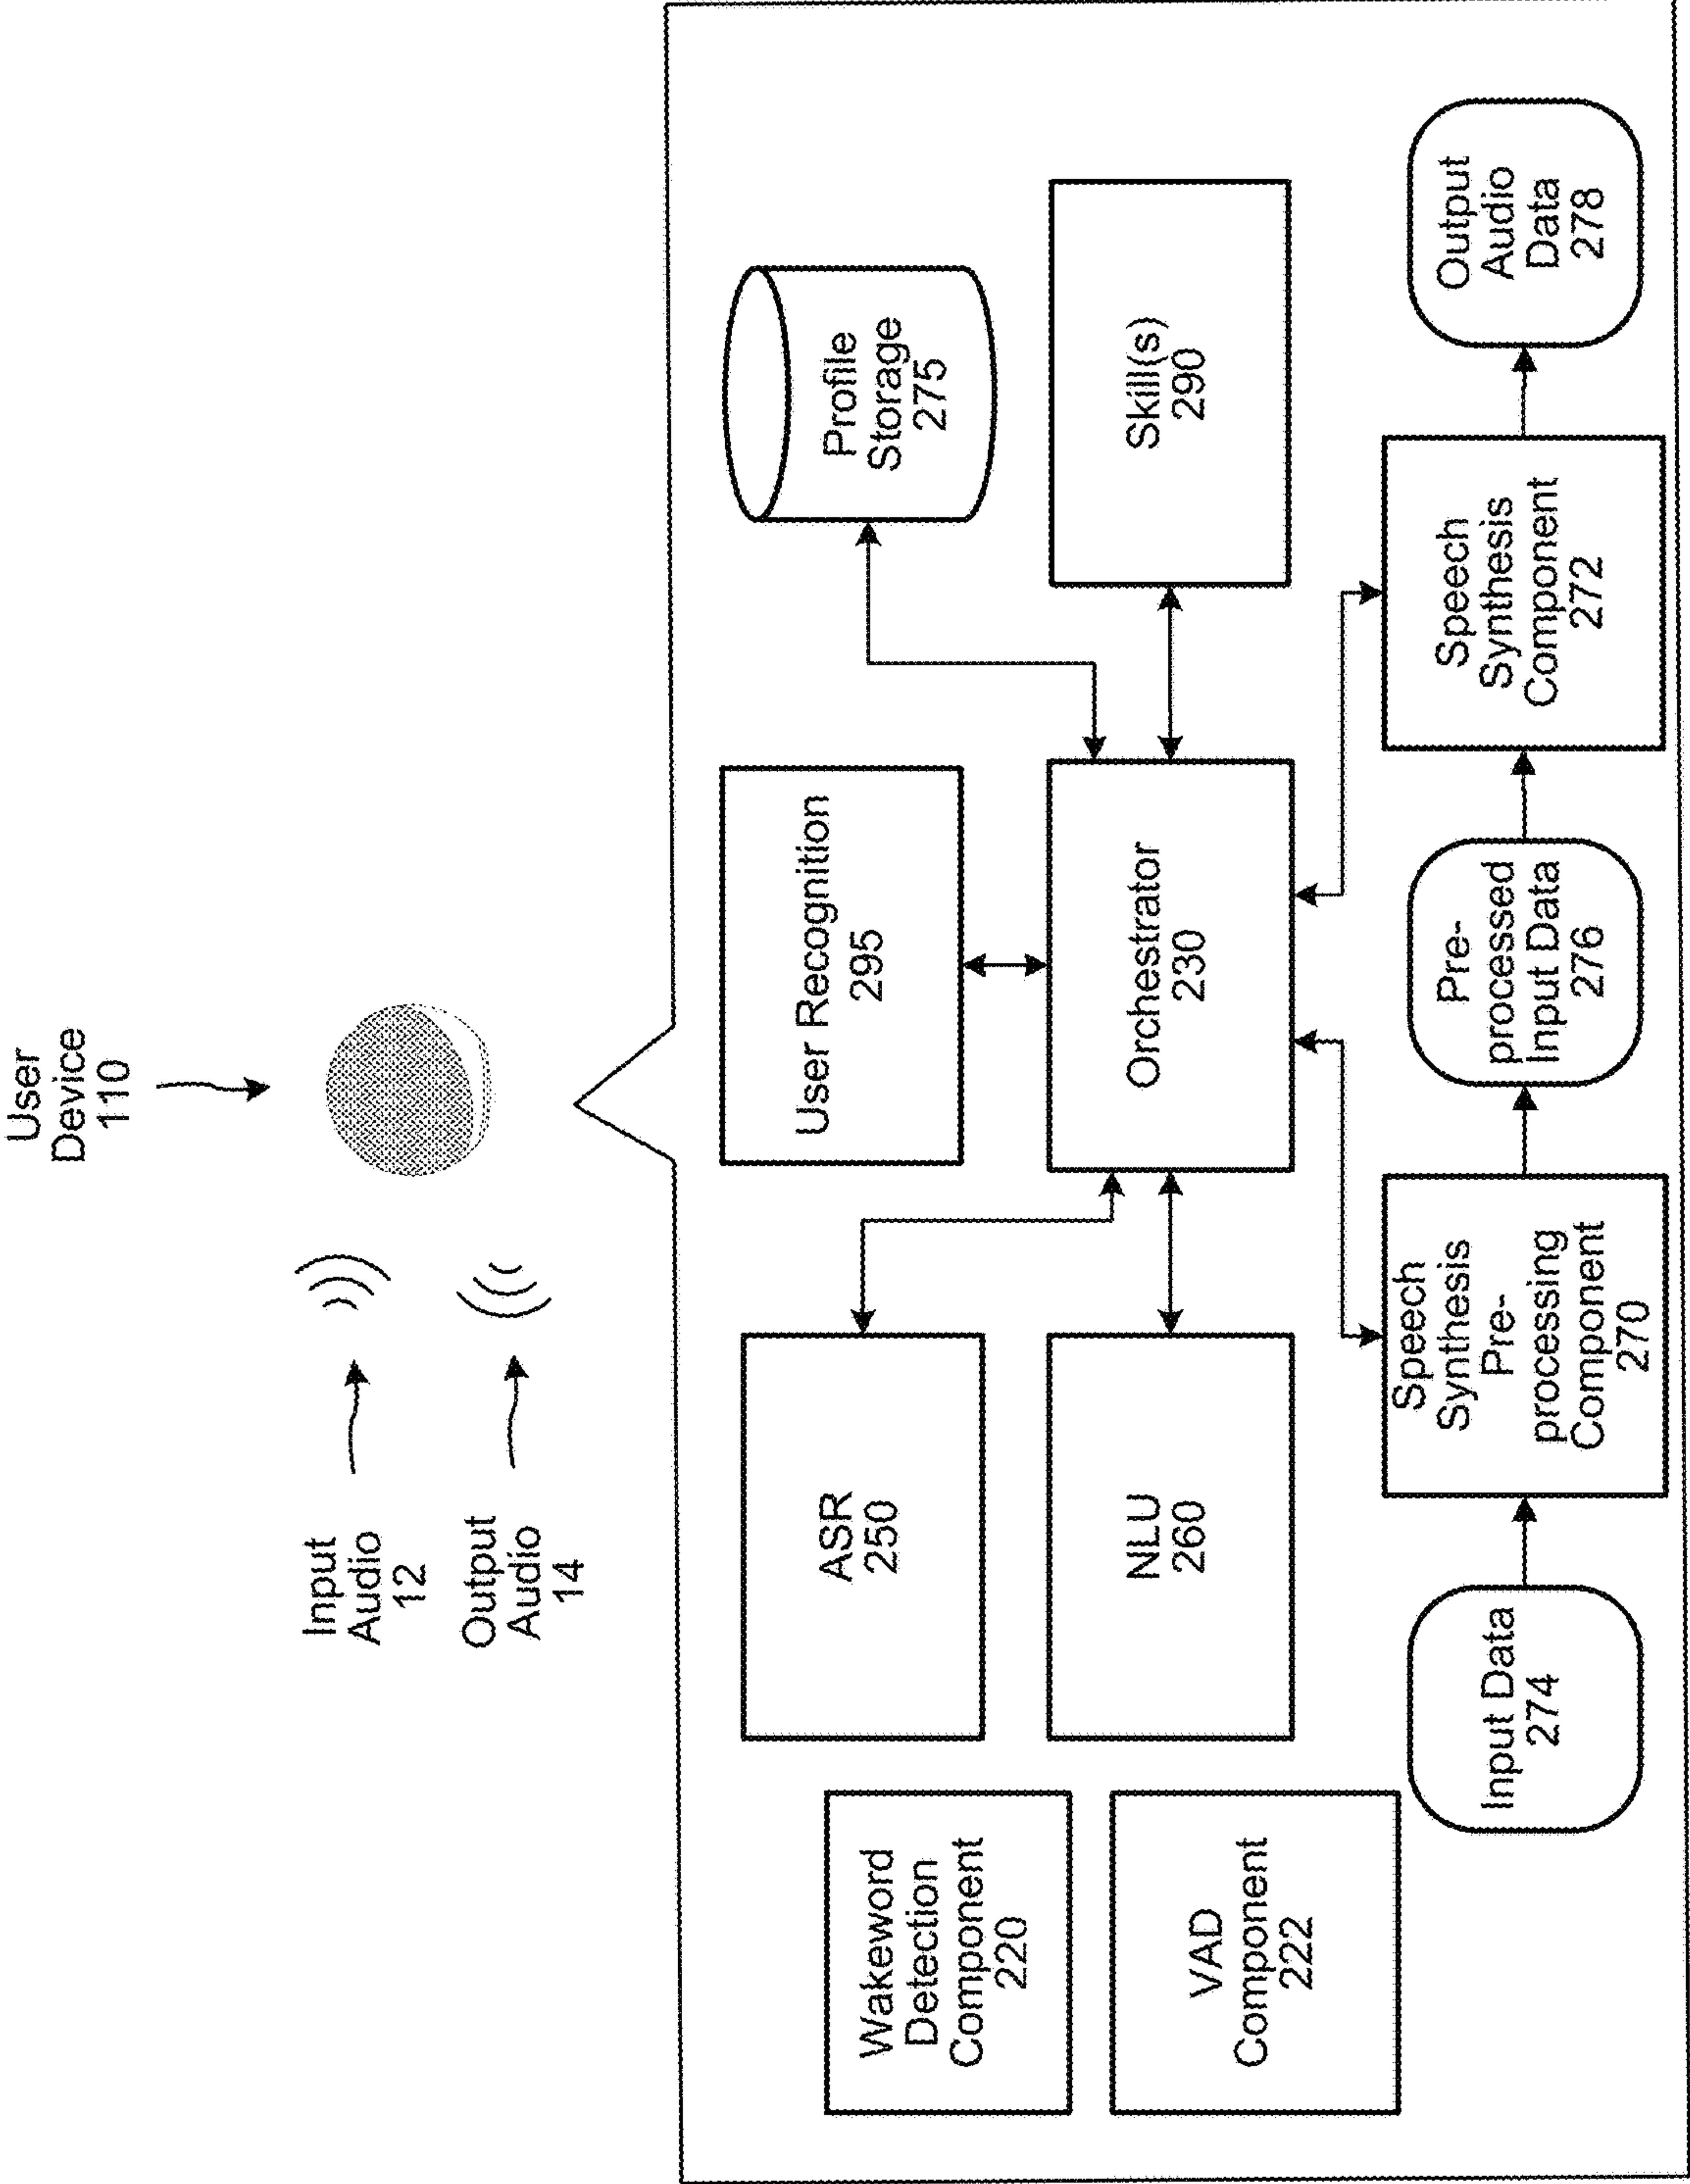 User
Device
110
Input
Audio
12
Output
Audio
14
Wakeword
Detection
Component
220
VAD
Component
222
ASR
250
NLU
260
User Recognition
295
Orchestrator
230
Profile
Storage
275
Skill(s)
290
Input Data
274
Speech
Synthesis
Pre-
processing
Component
270
Pre-
processed
Input Data
276
Speech
Synthesis
Component
272
Output
Audio
Data
278